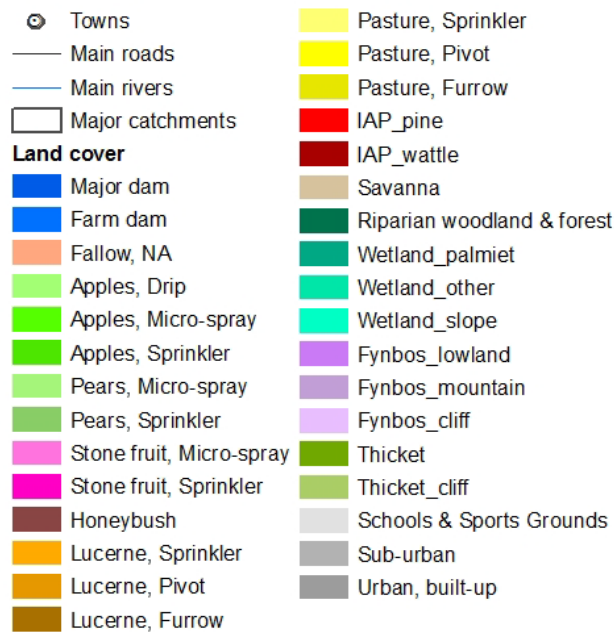 Towns
Main roads
Main rivers
Major catchments
Land cover
Major dam
Farm dam
Fallow, NA
Apples, Drip
Apples, Micro-spray
Apples, Sprinkler
Pears, Micro-spray
Pears, Sprinkler
Stone fruit, Micro-spray
Stone fruit, Sprinkler
Honeybush
Lucerne, Sprinkler
Lucerne, Pivot
Lucerne, Furrow
Pasture, Sprinkler
Pasture, Pivot
Pasture, Furrow
IAP_pine
IAP_wattle
Savanna
Riparian woodland & forest
Wetland_palmiet
Wetland_other
Wetland_slope
Fynbos_lowland
Fynbos_mountain
Fynbos_cliff
Thicket
Thicket_cliff
Schools & Sports Grounds
Sub-urban
Urban, built-up